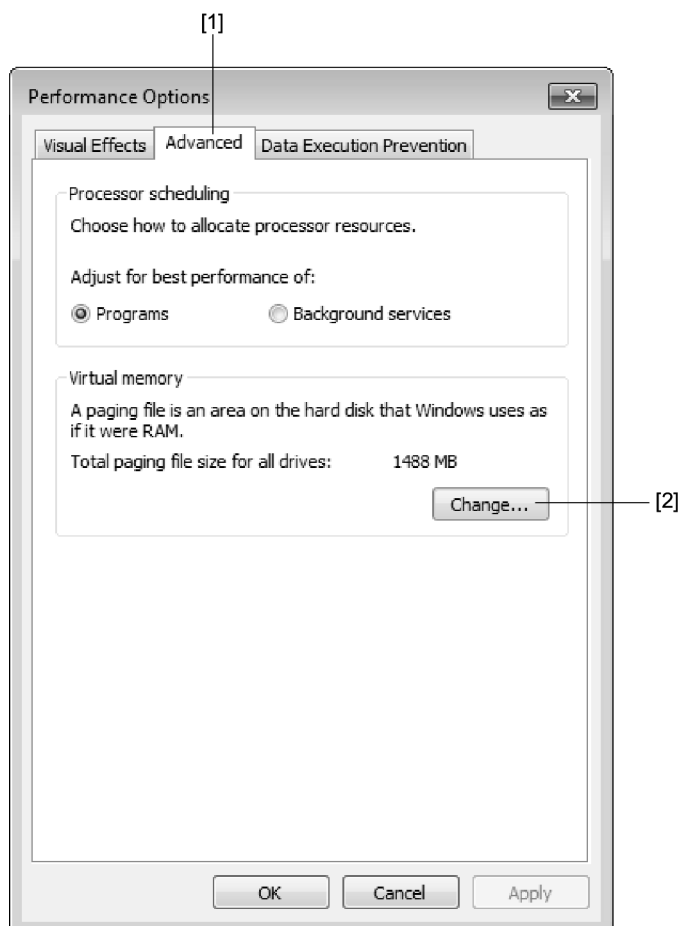 [1]
Performance Options
Visual Effects Advanced Data Execution Prevention
Processor scheduling
Choose how to allocate processor resources.
Adjust for best performance of:
Programs Background services
Virtual memory
A paging file is an area on the hard disk that Windows uses as
if it were RAM.
Total paging file size for all drives: 1488 MB
Change... [2]
OK Cancel Apply